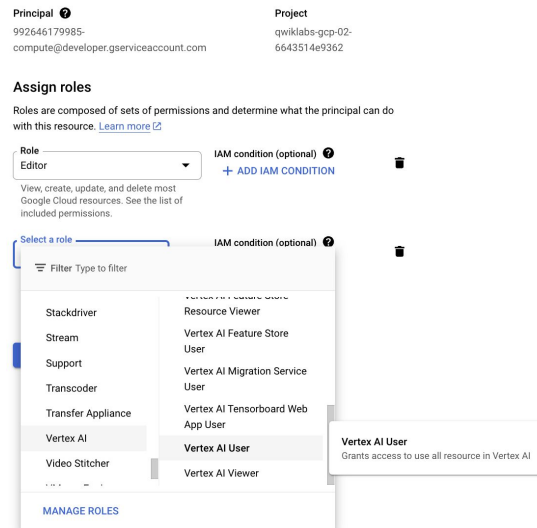 Principal
Project
992646179985-
compute@developer.gserviceaccount.com
qwiklabs-gcp-02-
6643514e9362
Assign roles
Roles are composed of sets of permissions and determine what the principal can do
with this resource. Learn more
Role
Editor
IAM condition (optional)
+ ADD IAM CONDITION
View, create, update, and delete most
Google Cloud resources. See the list of
included permissions.
Select a role
IAM condition (optional)
Filter Type to filter
Stackdriver
Stream
Support
Transcoder
Transfer Appliance
Vertex AI
Video Stitcher
Vertex AI Feature Store
Resource Viewer
Vertex AI Feature Store
User
Vertex AI Migration Service
User
Vertex AI Tensorboard Web
App User
Vertex AI User
Vertex AI Viewer
Vertex AI User
Grants access to use all resource in Vertex AI
MANAGE ROLES